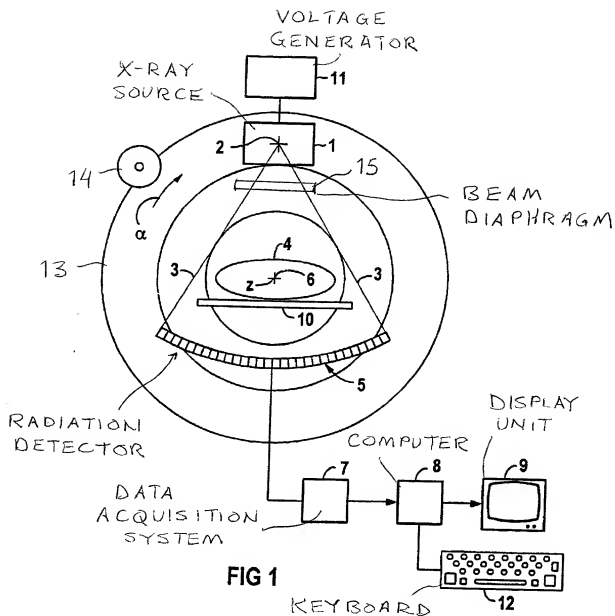 VOLTAGE
GENERATOR
11
X-RAY
SOURCE
2
1
14
15
BEAM
DIAPHRAGM
α
4
13
3
3
z
6
10
5
RADIATION
DETECTOR
COMPUTER
DISPLAY
UNIT
7
8
9
DATA
ACQUISITION
SYSTEM
FIG 1
KEYBOARD
12